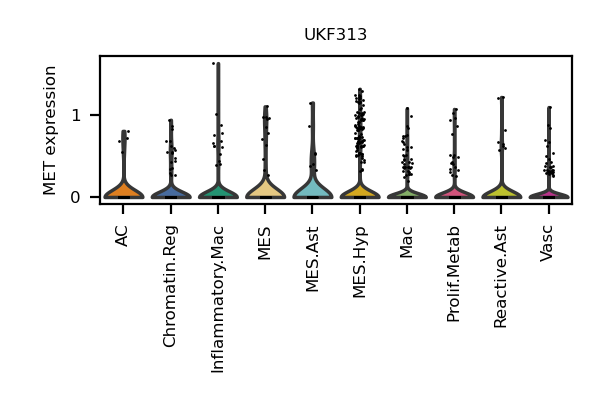 UKF313
MET expression
1
0
AC
Chromatin.Reg
Inflammatory.Mac
MES
MES.Ast
MES.Hyp
Mac
Prolif.Metab
Reactive.Ast
Vasc